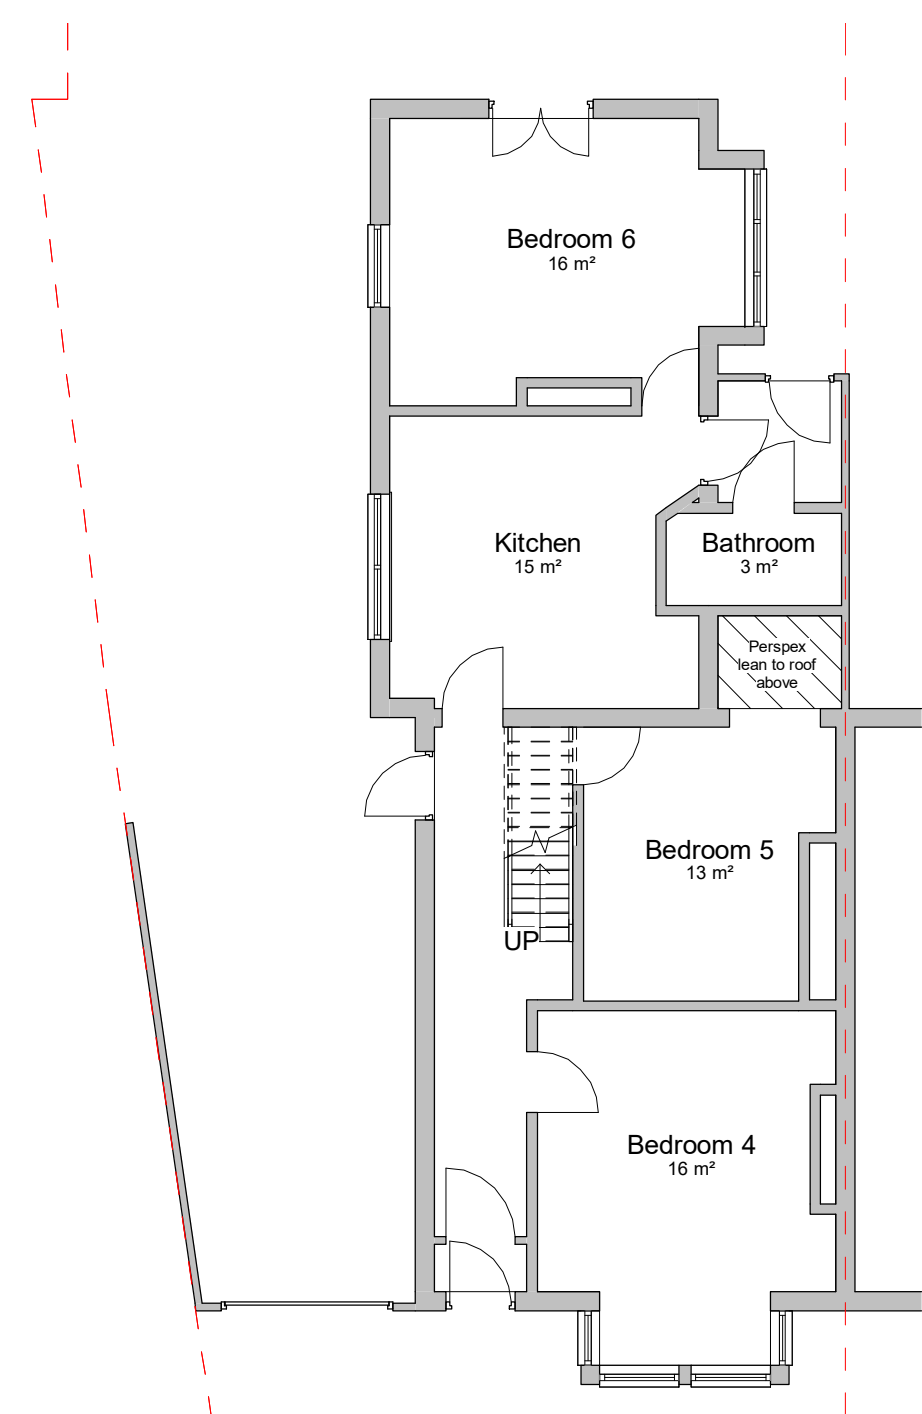 Bedroom 6
16 m²
Kitchen
15 m²
Bathroom
3 m²
Perspex
lean to roof
above
Bedroom 5
13 m²
UP
Bedroom 4
16 m²